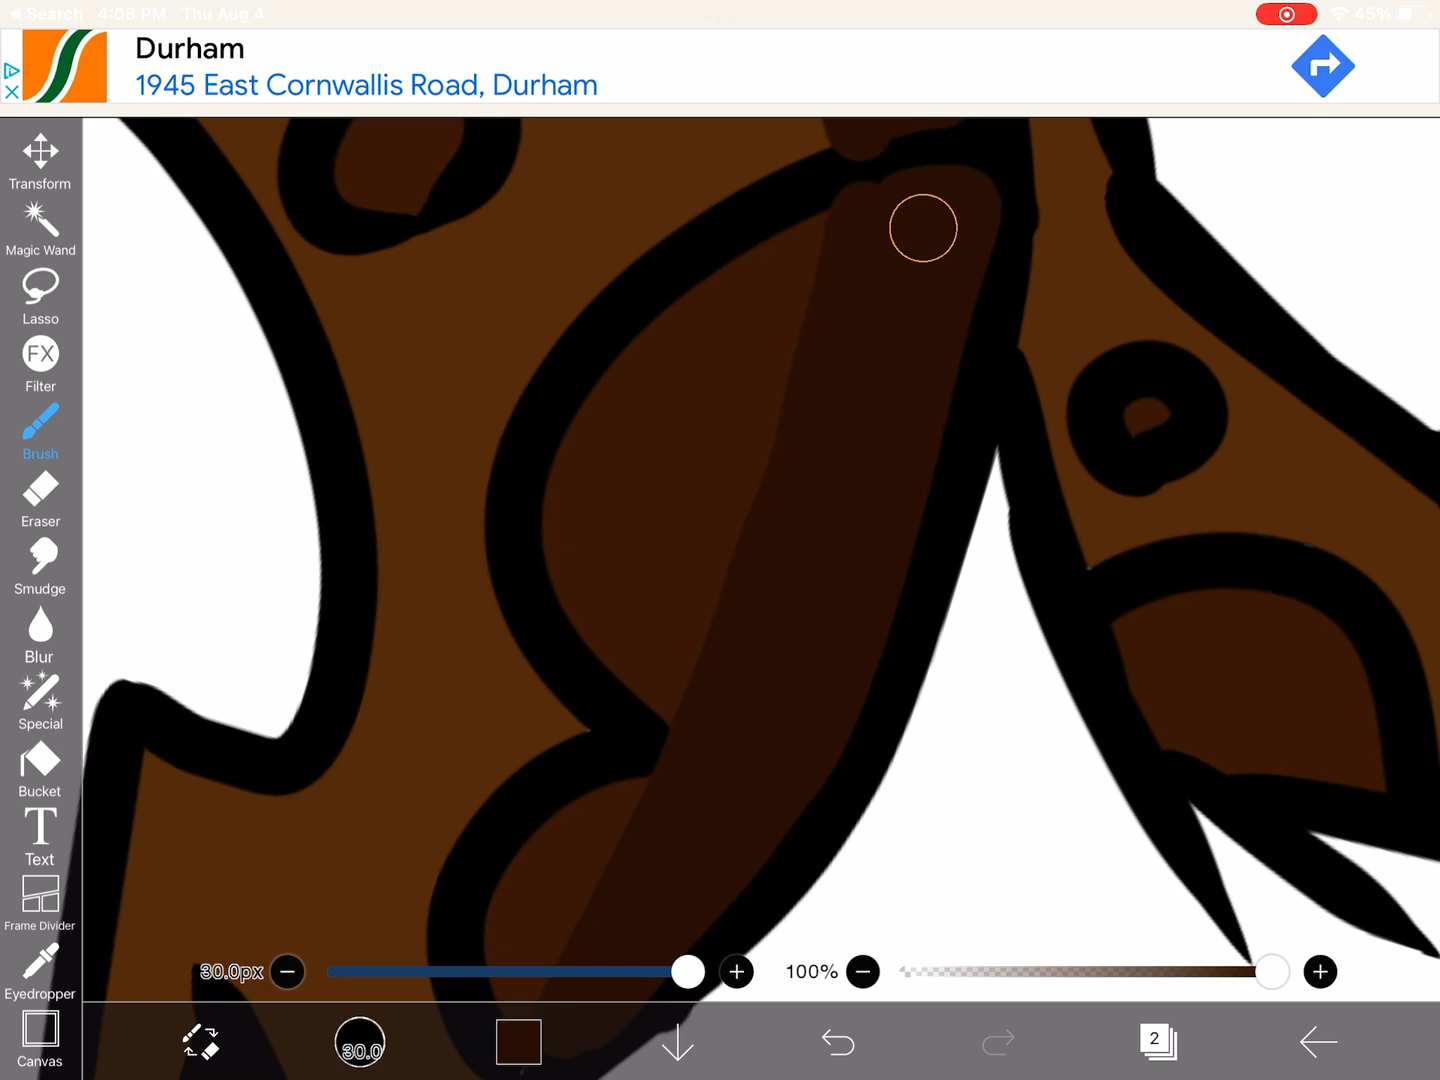 Search 4:08 PM Thu Aug 4 45%
Durham
1945 East Cornwallis Road, Durham
Transform
Magic Wand
Lasso
FX
Filter
Brush
Eraser
Smudge
Blur
Special
Bucket
T
Text
Frame Divider
Eyedropper
Canvas
30.0px
100%
30.0
2